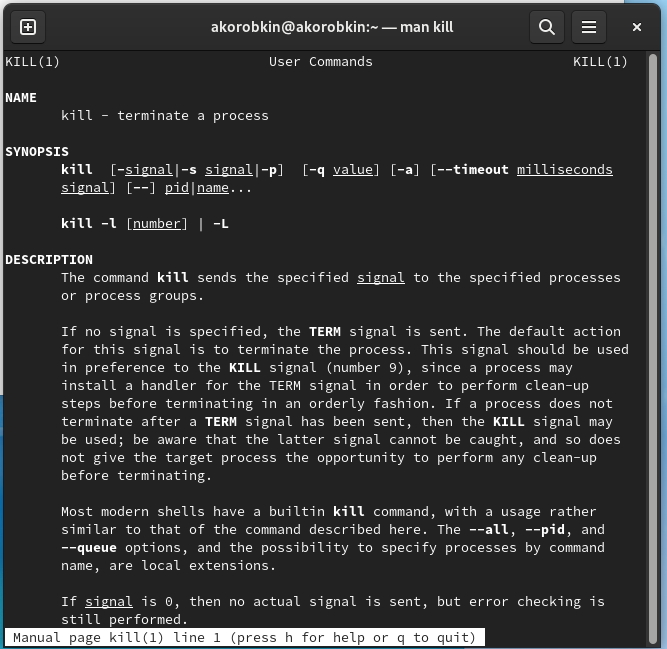 akorobkin@akorobkin:~ — man kill
KILL(1) User Commands KILL(1)
NAME
kill - terminate a process
SYNOPSIS
kill [-signal|-s signal|-p] [-q value] [-a] [--timeout milliseconds
signal] [--] pid|name...
kill -l [number] | -L
DESCRIPTION
The command kill sends the specified signal to the specified processes
or process groups.
If no signal is specified, the TERM signal is sent. The default action
for this signal is to terminate the process. This signal should be used
in preference to the KILL signal (number 9), since a process may
install a handler for the TERM signal in order to perform clean-up
steps before terminating in an orderly fashion. If a process does not
terminate after a TERM signal has been sent, then the KILL signal may
be used; be aware that the latter signal cannot be caught, and so does
not give the target process the opportunity to perform any clean-up
before terminating.
Most modern shells have a builtin kill command, with a usage rather
similar to that of the command described here. The --all, --pid, and
--queue options, and the possibility to specify processes by command
name, are local extensions.
If signal is 0, then no actual signal is sent, but error checking is
still performed.
Manual page kill(1) line 1 (press h for help or q to quit)